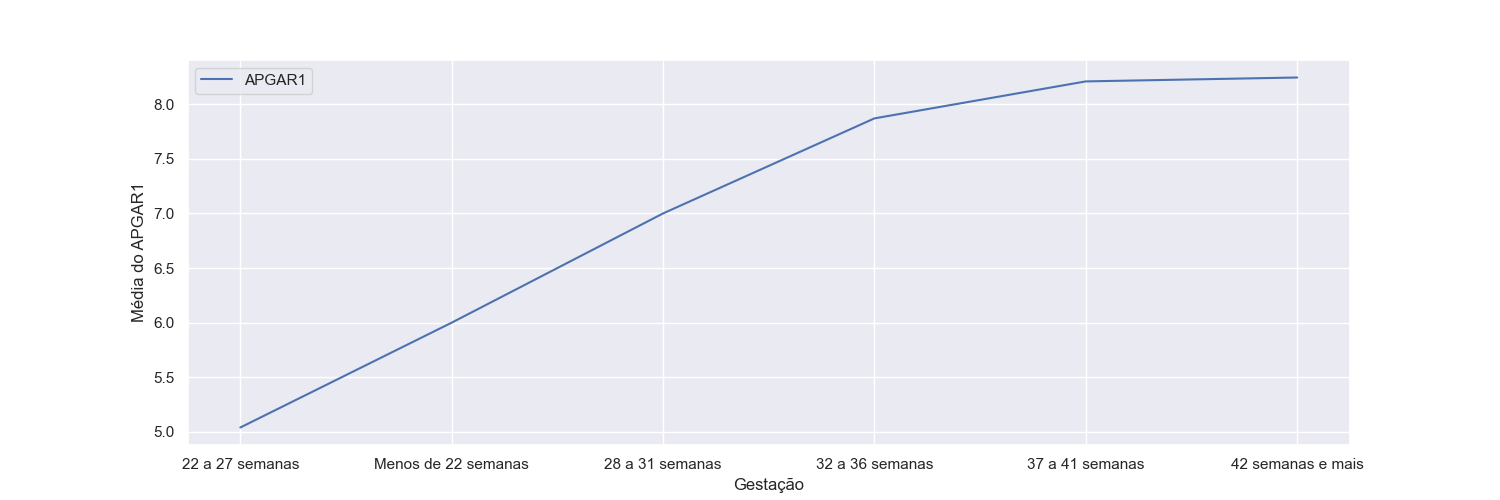 APGAR1
Média do APGAR1
8.0
7.5
7.0
6.5
6.0
5.5
5.0
22 a 27 semanas
Menos de 22 semanas
28 a 31 semanas
32 a 36 semanas
37 a 41 semanas
42 semanas e mais
Gestação